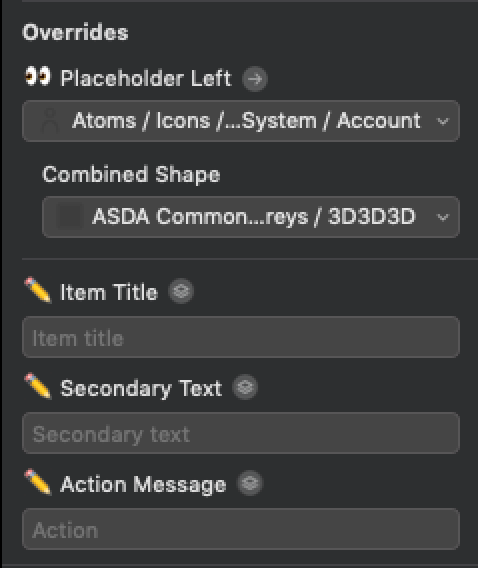 Overrides
👀 Placeholder Left
Atoms / Icons /...System / Account
Combined Shape
ASDA Common...reys / 3D3D3D
✏️ Item Title
Item title
✏️ Secondary Text
Secondary text
✏️ Action Message
Action